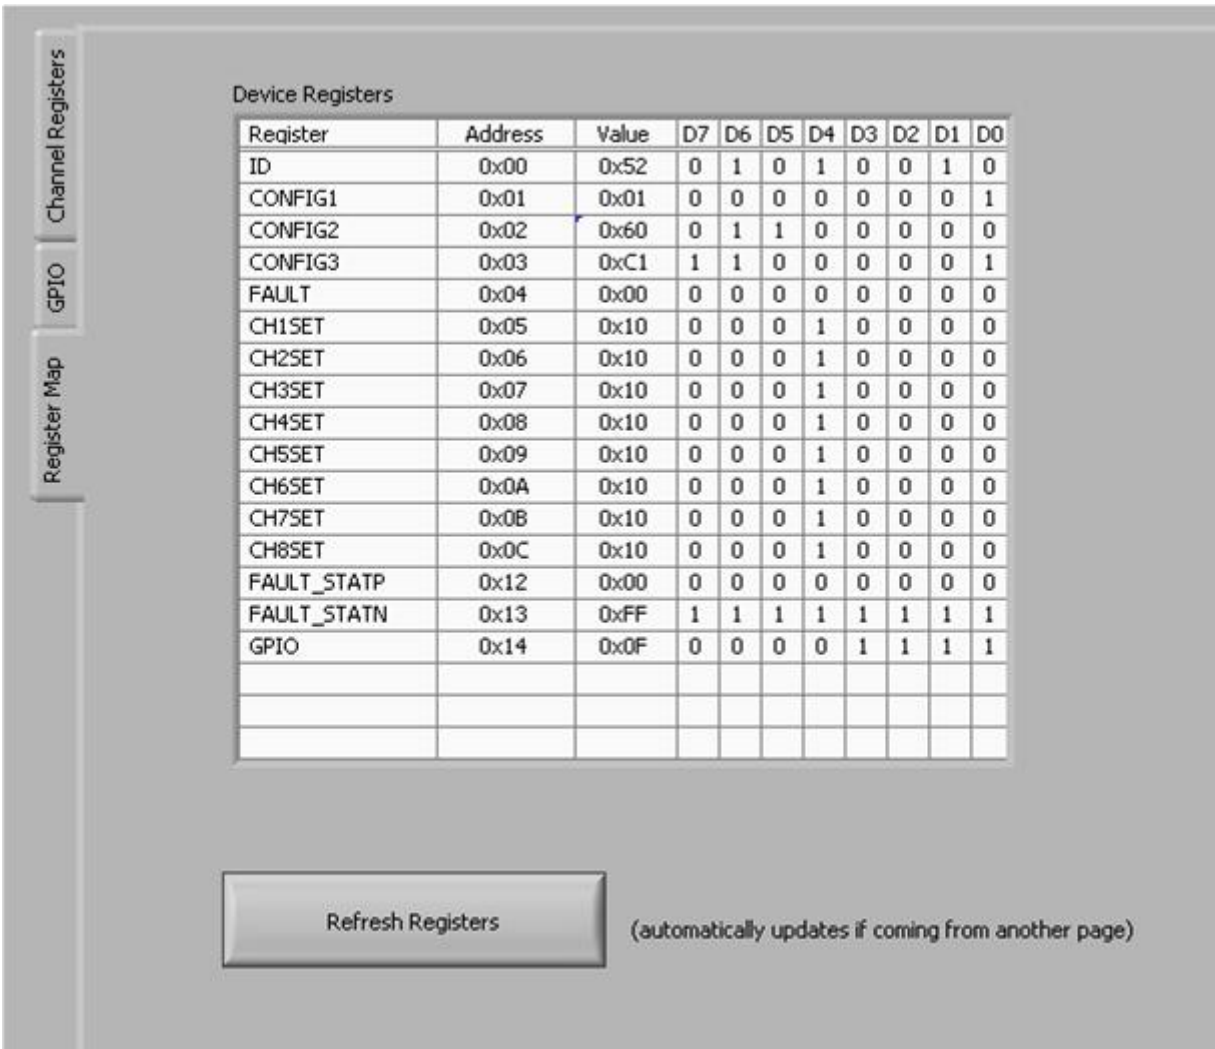 Channel Registers
GPIO
Register Map
Device Registers
Register Address Value D7 D6 D5 D4 D3 D2 D1 D0
ID 0x00 0x52 0 1 0 1 0 0 1 0
CONFIG1 0x01 0x01 0 0 0 0 0 0 0 1
CONFIG2 0x02 0x60 0 1 1 0 0 0 0 0
CONFIG3 0x03 0xC1 1 1 0 0 0 0 0 1
FAULT 0x04 0x00 0 0 0 0 0 0 0 0
CH1SET 0x05 0x10 0 0 0 1 0 0 0 0
CH2SET 0x06 0x10 0 0 0 1 0 0 0 0
CH3SET 0x07 0x10 0 0 0 1 0 0 0 0
CH4SET 0x08 0x10 0 0 0 1 0 0 0 0
CH5SET 0x09 0x10 0 0 0 1 0 0 0 0
CH6SET 0x0A 0x10 0 0 0 1 0 0 0 0
CH7SET 0x0B 0x10 0 0 0 1 0 0 0 0
CH8SET 0x0C 0x10 0 0 0 1 0 0 0 0
FAULT_STATP 0x12 0x00 0 0 0 0 0 0 0 0
FAULT_STATN 0x13 0xFF 1 1 1 1 1 1 1 1
GPIO 0x14 0x0F 0 0 0 0 1 1 1 1
Refresh Registers
(automatically updates if coming from another page)